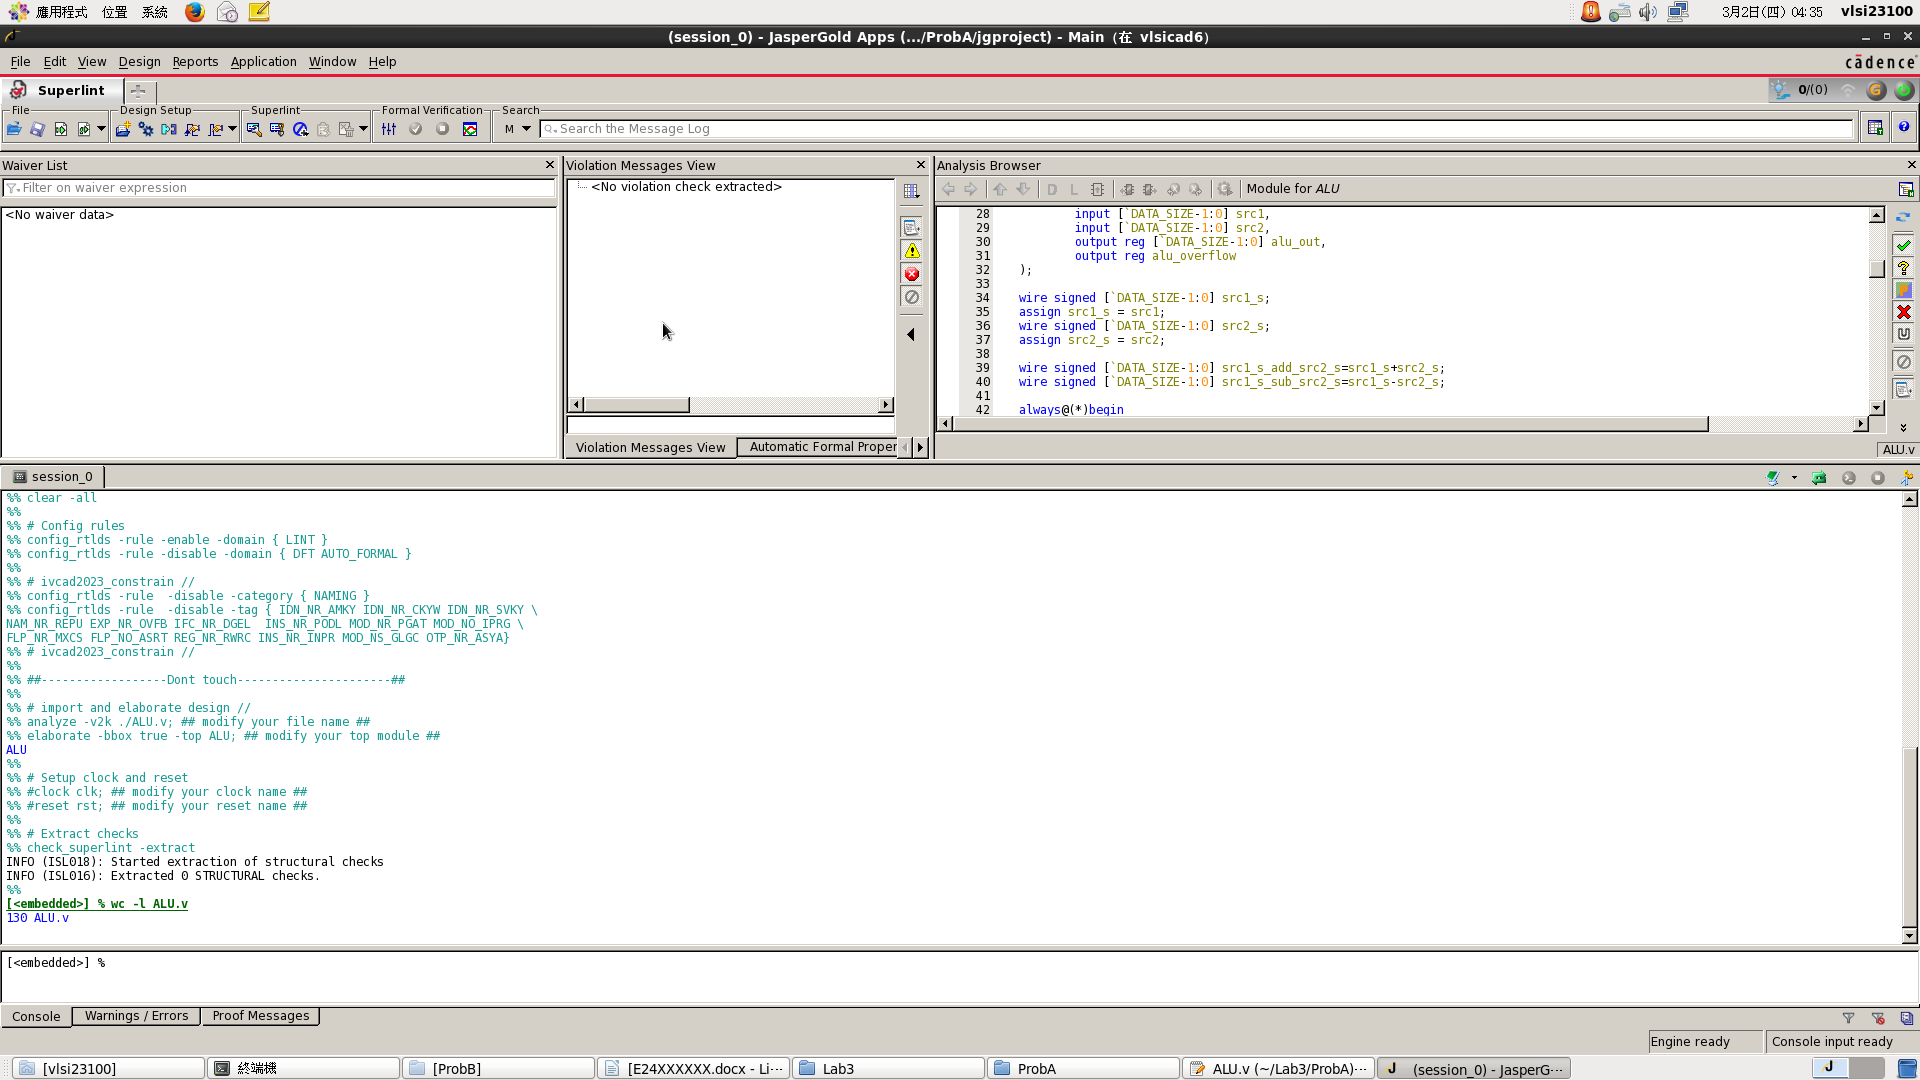 應用程式 位置 系統
3月2日(四) 04:35 vlsi23100
(session_0) - JasperGold Apps (.../ProbA/jgproject) - Main (在 vlsicad6)
File Edit View Design Reports Application Window Help
cādence
Superlint
0/(0)
File Design Setup Superlint Formal Verification Search
M Search the Message Log
Waiver List
Filter on waiver expression
<No waiver data>
Violation Messages View
<No violation check extracted>
Violation Messages View Automatic Formal Proper
Analysis Browser
Module for ALU
28 input [`DATA_SIZE-1:0] src1,
29 input [`DATA_SIZE-1:0] src2,
30 output reg [`DATA_SIZE-1:0] alu_out,
31 output reg alu_overflow
32 );
33
34 wire signed [`DATA_SIZE-1:0] src1_s;
35 assign src1_s = src1;
36 wire signed [`DATA_SIZE-1:0] src2_s;
37 assign src2_s = src2;
38
39 wire signed [`DATA_SIZE-1:0] src1_s_add_src2_s=src1_s+src2_s;
40 wire signed [`DATA_SIZE-1:0] src1_s_sub_src2_s=src1_s-src2_s;
41
42 always@(*)begin
ALU.v
session_0
%% clear -all
%%
%% # Config rules
%% config_rtlds -rule -enable -domain { LINT }
%% config_rtlds -rule -disable -domain { DFT AUTO_FORMAL }
%%
%% # ivcad2023_constrain //
%% config_rtlds -rule  -disable -category { NAMING }
%% config_rtlds -rule  -disable -tag { IDN_NR_AMKY IDN_NR_CKYW IDN_NR_SVKY \
NAM_NR_REPU EXP_NR_OVFB IFC_NR_DGEL  INS_NR_PODL MOD_NR_PGAT MOD_NO_IPRG \
FLP_NR_MXCS FLP_NO_ASRT REG_NR_RWRC INS_NR_INPR MOD_NS_GLGC OTP_NR_ASYA}
%% # ivcad2023_constrain //
%%
%% ##------------------Dont touch----------------------##
%%
%% # import and elaborate design //
%% analyze -v2k ./ALU.v; ## modify your file name ##
%% elaborate -bbox true -top ALU; ## modify your top module ##
ALU
%%
%% # Setup clock and reset
%% #clock clk; ## modify your clock name ##
%% #reset rst; ## modify your reset name ##
%%
%% # Extract checks
%% check_superlint -extract
INFO (ISL018): Started extraction of structural checks
INFO (ISL016): Extracted 0 STRUCTURAL checks.
%%
[<embedded>] % wc -l ALU.v
130 ALU.v
[<embedded>] %
Console Warnings / Errors Proof Messages
Engine ready Console input ready
[vlsi23100] 終端機 [ProbB] [E24XXXXXX.docx - Li··· Lab3 ProbA ALU.v (~/Lab3/ProbA)··· (session_0) - JasperG···